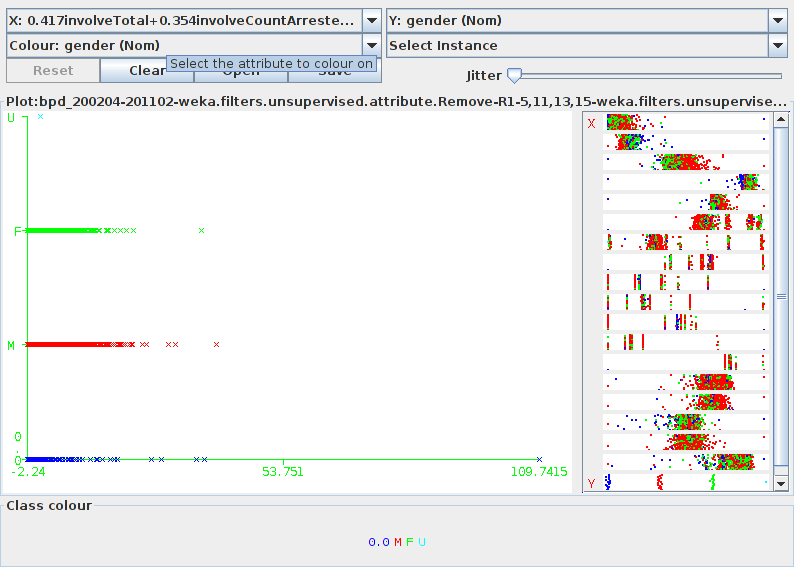 X: 0.417involveTotal+0.354involveCountArreste...
Y: gender (Nom)
Colour: gender (Nom)
Select Instance
Reset
Clear
Open
Save
Select the attribute to colour on
Jitter
Plot:bpd_200204-201102-weka.filters.unsupervised.attribute.Remove-R1-5,11,13,15-weka.filters.unsupervise...
U
F
M
0
0
-2.24
53.751
109.7415
X
Y
Class colour
0.0 M F U